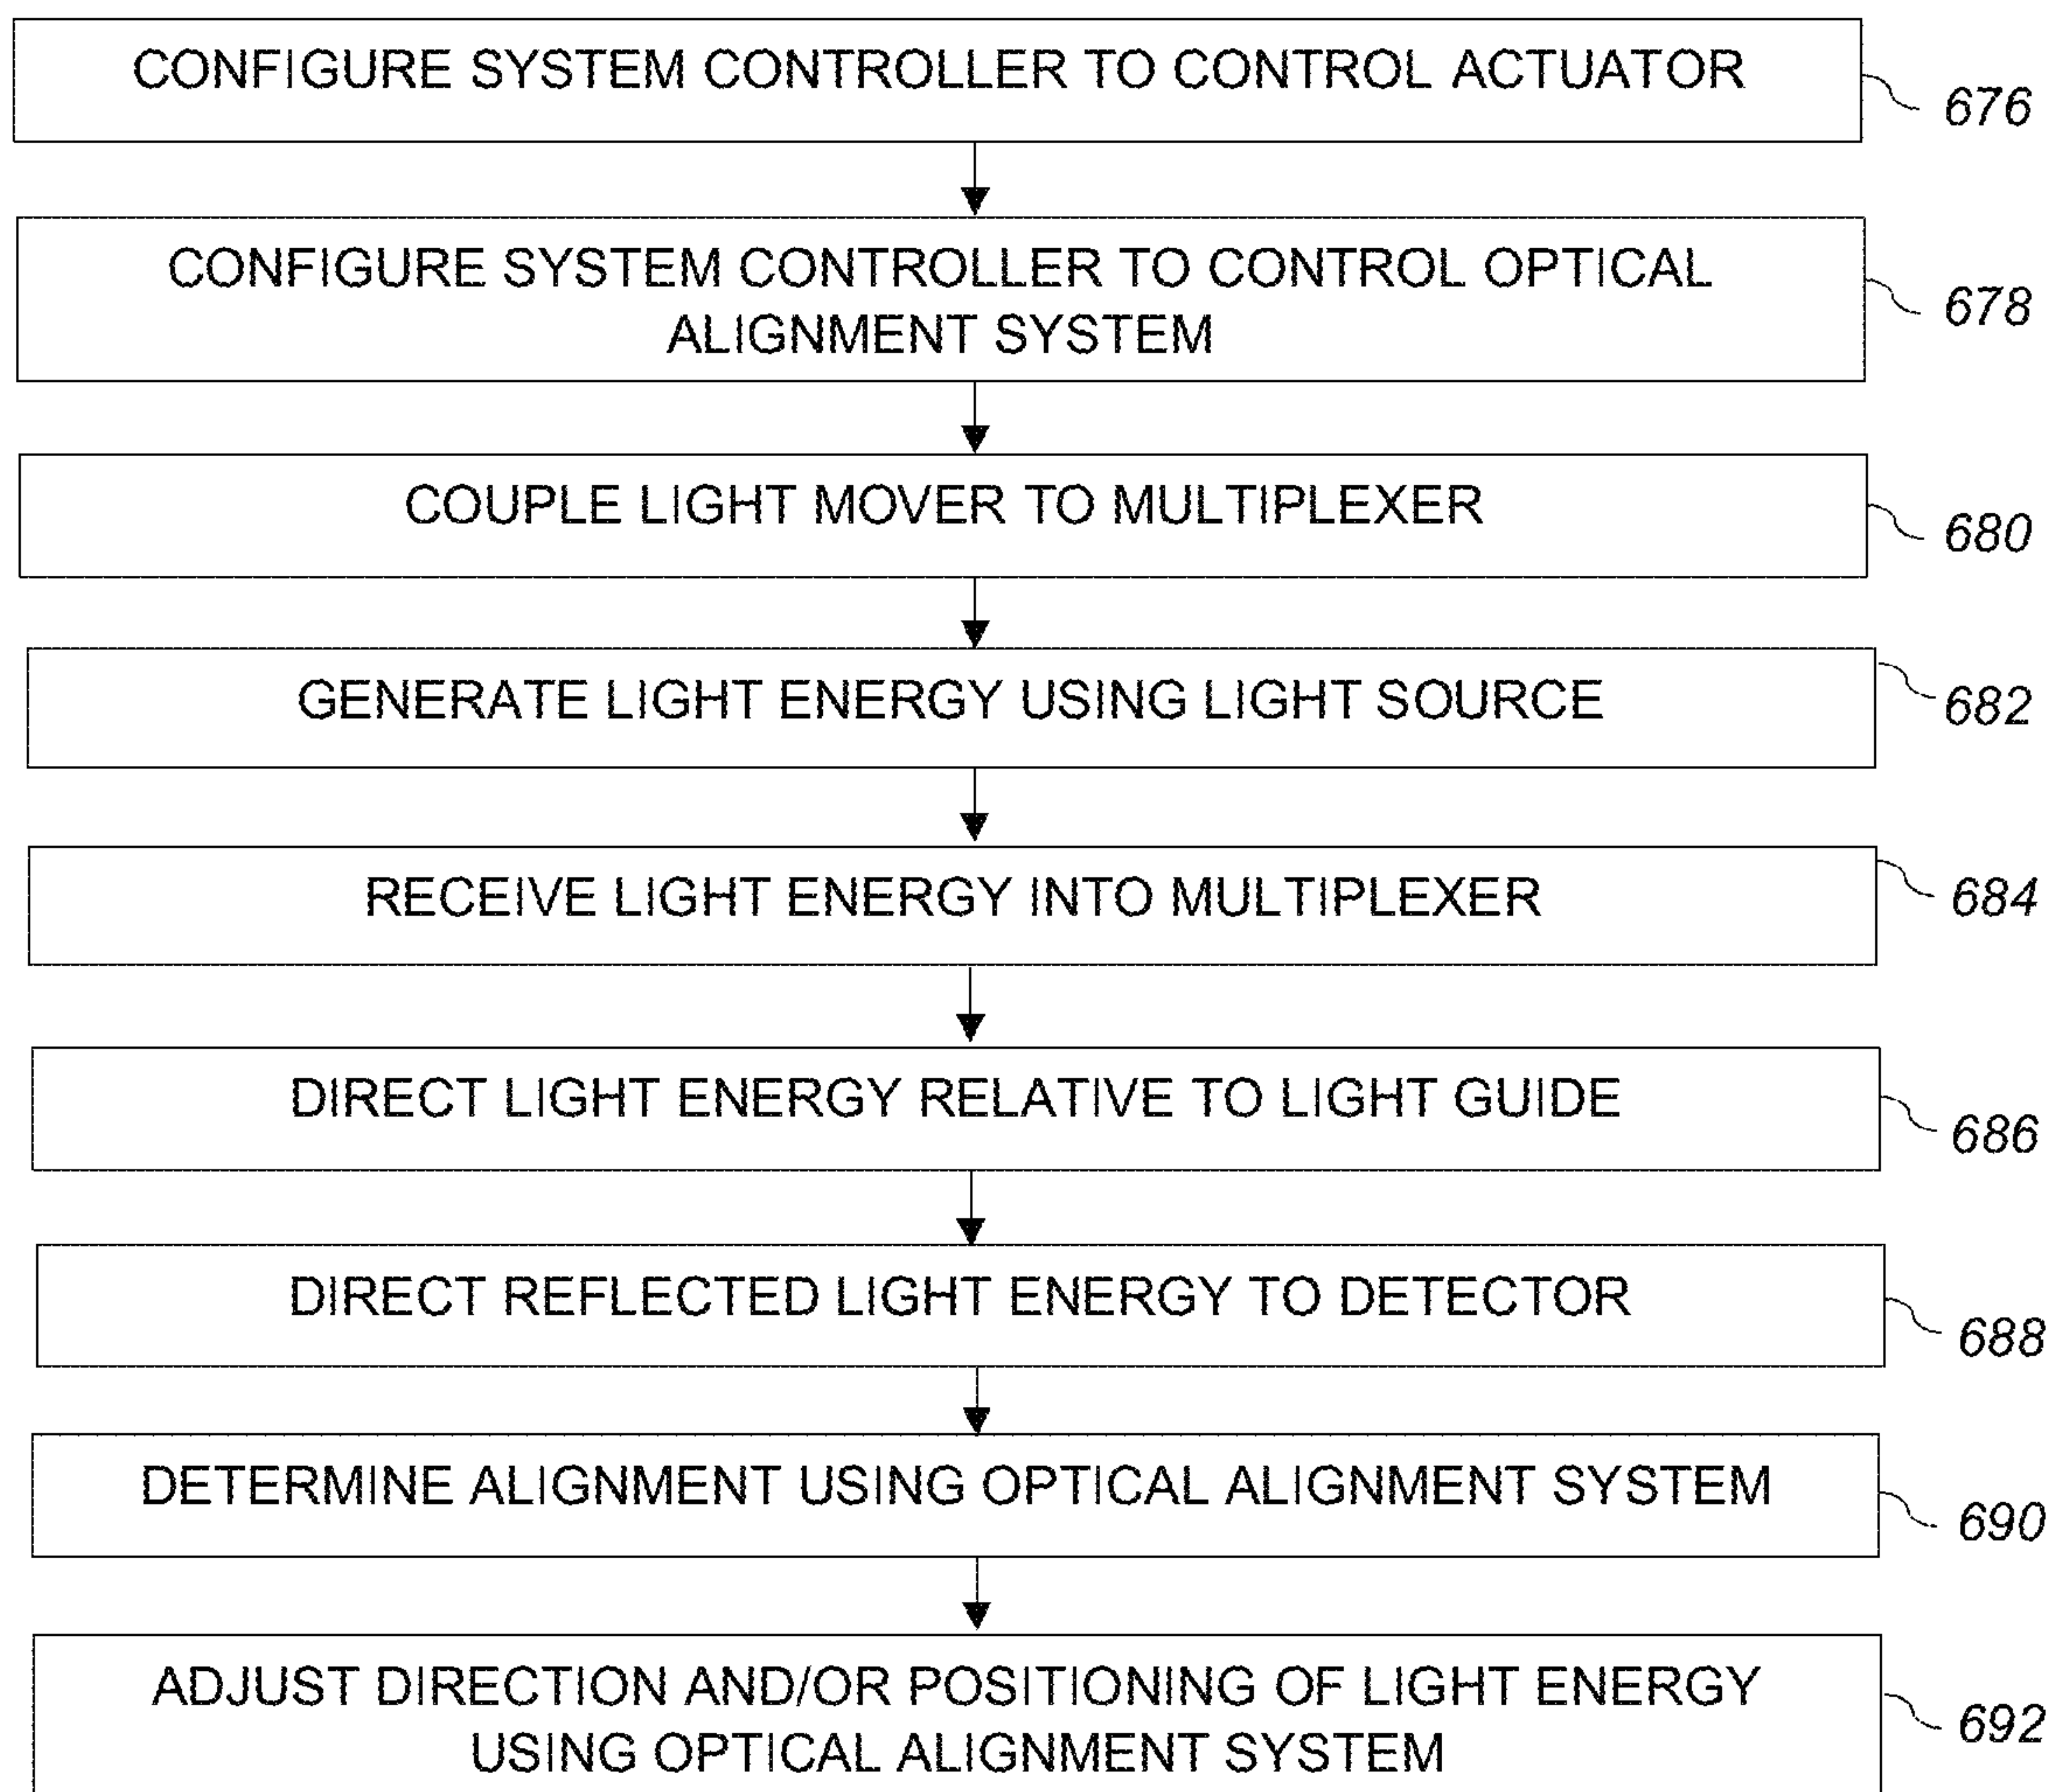 CONFIGURE SYSTEM CONTROLLER TO CONTROL ACTUATOR
676
CONFIGURE SYSTEM CONTROLLER TO CONTROL OPTICAL
ALIGNMENT SYSTEM
678
COUPLE LIGHT MOVER TO MULTIPLEXER
680
GENERATE LIGHT ENERGY USING LIGHT SOURCE
682
RECEIVE LIGHT ENERGY INTO MULTIPLEXER
684
DIRECT LIGHT ENERGY RELATIVE TO LIGHT GUIDE
686
DIRECT REFLECTED LIGHT ENERGY TO DETECTOR
688
DETERMINE ALIGNMENT USING OPTICAL ALIGNMENT SYSTEM
690
ADJUST DIRECTION AND/OR POSITIONING OF LIGHT ENERGY
USING OPTICAL ALIGNMENT SYSTEM
692